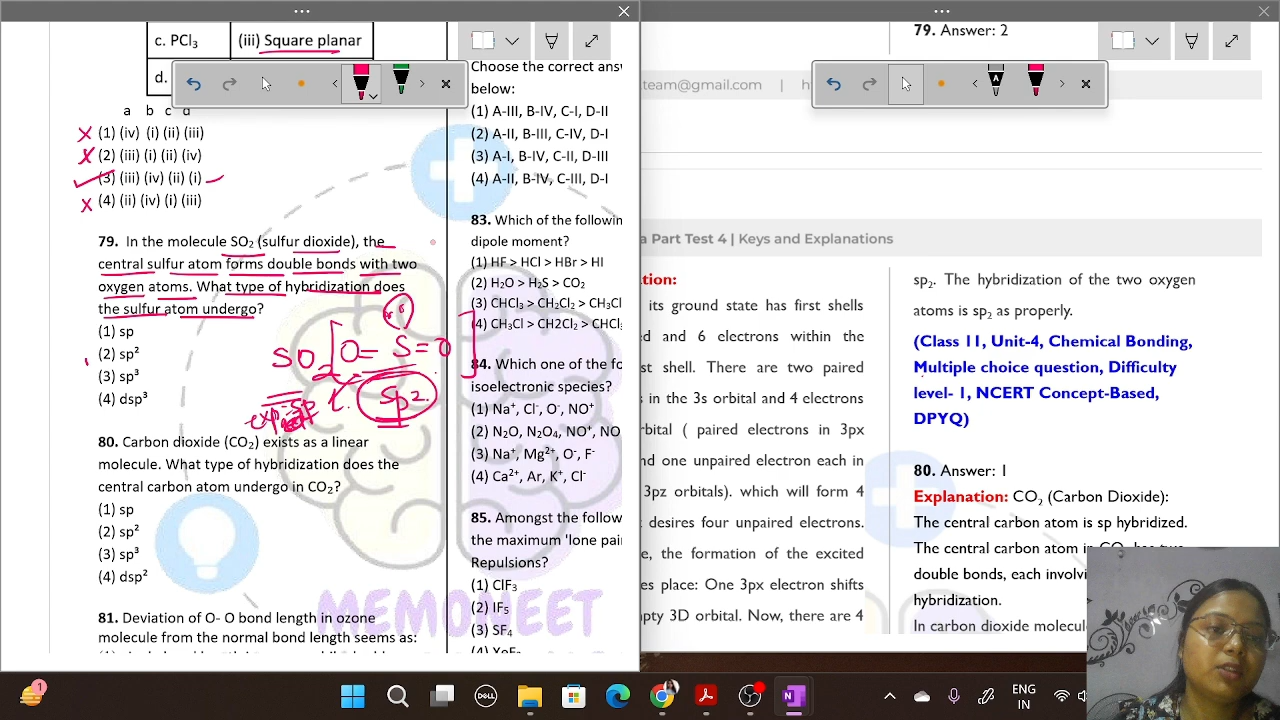 c. PCl₃ (iii) Square planar
d.
a b c d
(1) (iv) (i) (ii) (iii)
(2) (iii) (i) (ii) (iv)
(3) (iii) (iv) (ii) (i)
(4) (ii) (iv) (i) (iii)
79. In the molecule SO₂ (sulfur dioxide), the
central sulfur atom forms double bonds with two
oxygen atoms. What type of hybridization does
the sulfur atom undergo?
(1) sp
(2) sp²
(3) sp³
(4) dsp³
SO₂ O=S=O
sp².
80. Carbon dioxide (CO₂) exists as a linear
molecule. What type of hybridization does the
central carbon atom undergo in CO₂?
(1) sp
(2) sp²
(3) sp³
(4) dsp²
81. Deviation of O- O bond length in ozone
molecule from the normal bond length seems as:
MEMONEET
Choose the correct ans
below:
(1) A-III, B-IV, C-I, D-II
(2) A-II, B-III, C-IV, D-I
(3) A-I, B-IV, C-II, D-III
(4) A-II, B-IV, C-III, D-I
83. Which of the followin
dipole moment?
(1) HF > HCl > HBr > HI
(2) H₂O > H₂S > CO₂
(3) CHCl₃ > CH₂Cl₂ > CH₃Cl
(4) CH₃Cl > CH2Cl₂ > CHCl₃
84. Which one of the fo
isoelectronic species?
(1) Na⁺, Cl⁻, O⁻, NO⁺
(2) N₂O, N₂O₄, NO⁺, NO
(3) Na⁺, Mg²⁺, O⁻, F⁻
(4) Ca²⁺, Ar, K⁺, Cl⁻
85. Amongst the follow
the maximum 'lone pai
Repulsions?
(1) ClF₃
(2) IF₅
(3) SF₄
(4) XeF₂
79. Answer: 2
.team@gmail.com | h
a Part Test 4 | Keys and Explanations
tion:
its ground state has first shells
ed and 6 electrons within the
st shell. There are two paired
s in the 3s orbital and 4 electrons
rbital ( paired electrons in 3px
nd one unpaired electron each in
3pz orbitals). which will form 4
t desires four unpaired electrons.
e, the formation of the excited
es place: One 3px electron shifts
npty 3D orbital. Now, there are 4
sp₂. The hybridization of the two oxygen
atoms is sp₂ as properly.
(Class 11, Unit-4, Chemical Bonding,
Multiple choice question, Difficulty
level- 1, NCERT Concept-Based,
DPYQ)
80. Answer: 1
Explanation: CO₂ (Carbon Dioxide):
The central carbon atom is sp hybridized.
The central carbon atom in CO₂ has two
double bonds, each involvi
hybridization.
In carbon dioxide molecule
1
DELL
ENG
IN